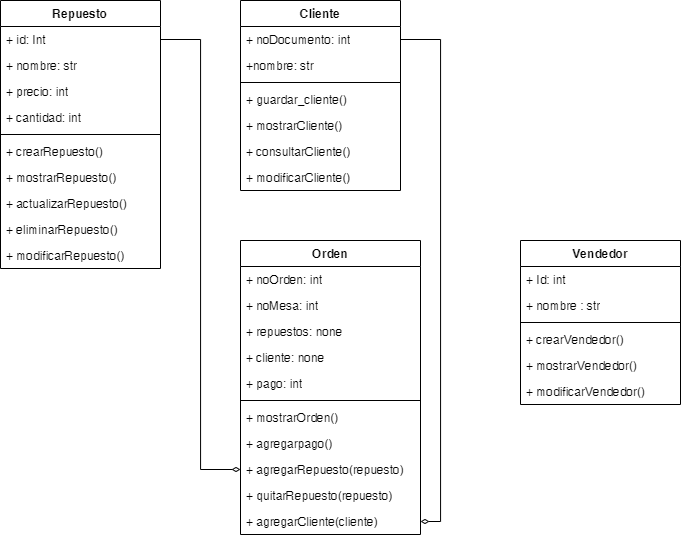 Repuesto
+ id: Int
+ nombre: str
+ precio: int
+ cantidad: int
+ crearRepuesto()
+ mostrarRepuesto()
+ actualizarRepuesto()
+ eliminarRepuesto()
+ modificarRepuesto()
Cliente
+ noDocumento: int
+nombre: str
+ guardar_cliente()
+ mostrarCliente()
+ consultarCliente()
+ modificarCliente()
Orden
+ noOrden: int
+ noMesa: int
+ repuestos: none
+ cliente: none
+ pago: int
+ mostrarOrden()
+ agregarpago()
+ agregarRepuesto(repuesto)
+ quitarRepuesto(repuesto)
+ agregarCliente(cliente)
Vendedor
+ Id: int
+ nombre : str
+ crearVendedor()
+ mostrarVendedor()
+ modificarVendedor()